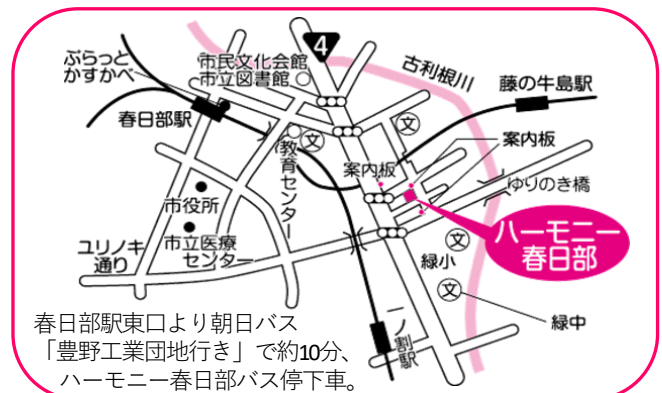 4
ぷらっと
かすかべ
市民文化会館
市立図書館
古利根川
藤の牛島駅
春日部駅
文
文
教育センター
案内板
案内板
ゆりのき橋
市役所
ハーモニー
春日部
市立医療
センター
ユリノキ
通り
文
緑小
文
緑中
一ノ割駅
春日部駅東口より朝日バス
「豊野工業団地行き」で約10分、
ハーモニー春日部バス停下車。